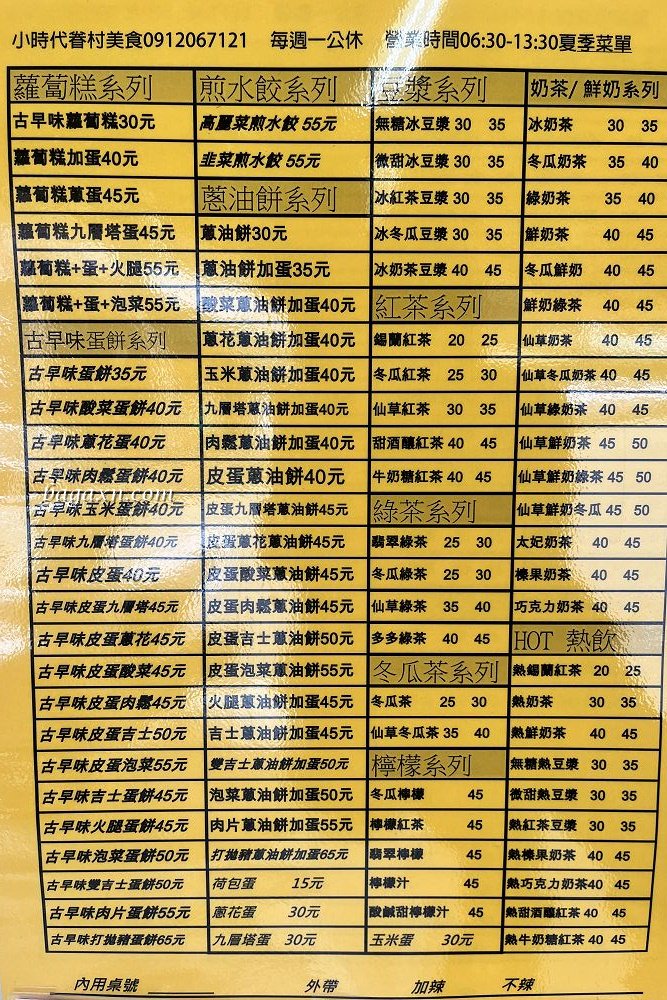 小時代眷村美食0912067121 每週一公休 營業時間06:30-13:30夏季菜單
蘿蔔糕系列
古早味蘿蔔糕30元
蘿蔔糕加蛋40元
蘿蔔糕蔥蛋45元
蘿蔔糕九層塔蛋45元
蘿蔔糕+蛋+火腿55元
蘿蔔糕+蛋+泡菜55元
古早味蛋餅系列
古早味蛋餅35元
古早味酸菜蛋餅40元
古早味蔥花蛋40元
古早味肉鬆蛋餅40元
bagaxji.com
古早味玉米蛋餅40元
古早味九層塔蛋餅40元
古早味皮蛋40元
古早味皮蛋九層塔45元
古早味皮蛋蔥花45元
古早味皮蛋酸菜45元
古早味皮蛋肉鬆45元
古早味皮蛋吉士50元
古早味皮蛋泡菜55元
古早味吉士蛋餅45元
古早味火腿蛋餅45元
古早味泡菜蛋餅50元
古早味雙吉士蛋餅50元
古早味肉片蛋餅55元
古早味打拋豬蛋餅65元
煎水餃系列
高麗菜煎水餃 55元
韭菜煎水餃 55元
蔥油餅系列
蔥油餅30元
蔥油餅加蛋35元
酸菜蔥油餅加蛋40元
蔥花蔥油餅加蛋40元
玉米蔥油餅加蛋40元
九層塔蔥油餅加蛋40元
肉鬆蔥油餅加蛋40元
皮蛋蔥油餅40元
皮蛋九層塔蔥油餅45元
皮蛋蔥花蔥油餅45元
皮蛋酸菜蔥油餅45元
皮蛋肉鬆蔥油餅45元
皮蛋吉士蔥油餅50元
皮蛋泡菜蔥油餅55元
火腿蔥油餅加蛋45元
吉士蔥油餅加蛋45元
雙吉士蔥油餅加蛋50元
泡菜蔥油餅加蛋50元
肉片蔥油餅加蛋55元
打拋豬蔥油餅加蛋65元
荷包蛋 15元
蔥花蛋 30元
九層塔蛋 30元
豆漿系列
無糖冰豆漿 30 35
微甜冰豆漿 30 35
冰紅茶豆漿 30 35
冰冬瓜豆漿 30 35
冰奶茶豆漿 40 45
紅茶系列
錫蘭紅茶 20 25
冬瓜紅茶 25 30
仙草紅茶 30 35
甜酒釀紅茶 40 45
牛奶糖紅茶 40 45
綠茶系列
翡翠綠茶 25 30
冬瓜綠茶 25 30
仙草綠茶 35 40
多多綠茶 40 45
冬瓜茶系列
冬瓜茶 25 30
仙草冬瓜茶 35 40
檸檬系列
冬瓜檸檬 45
檸檬紅茶 45
翡翠檸檬 45
檸檬汁 45
酸鹹甜檸檬汁 45
玉米蛋 30元
奶茶/ 鮮奶系列
冰奶茶 30 35
冬瓜奶茶 35 40
綠奶茶 35 40
鮮奶茶 40 45
冬瓜鮮奶 40 45
鮮奶綠茶 40 45
仙草奶茶 40 45
仙草冬瓜奶茶 40 45
仙草綠奶茶 40 45
仙草鮮奶茶 45 50
仙草鮮奶綠茶 45 50
仙草鮮奶冬瓜 45 50
太妃奶茶 40 45
榛果奶茶 40 45
巧克力奶茶 40 45
HOT 熱飲
熱錫蘭紅茶 20 25
熱奶茶 30 35
熱鮮奶茶 40 45
無糖熱豆漿 30 35
微甜熱豆漿 30 35
熱紅茶豆漿 30 35
熱榛果奶茶 40 45
熱巧克力奶茶40 45
熱甜酒釀紅茶 40 45
熱牛奶糖紅茶 40 45
內用桌號 外帶 加辣 不辣